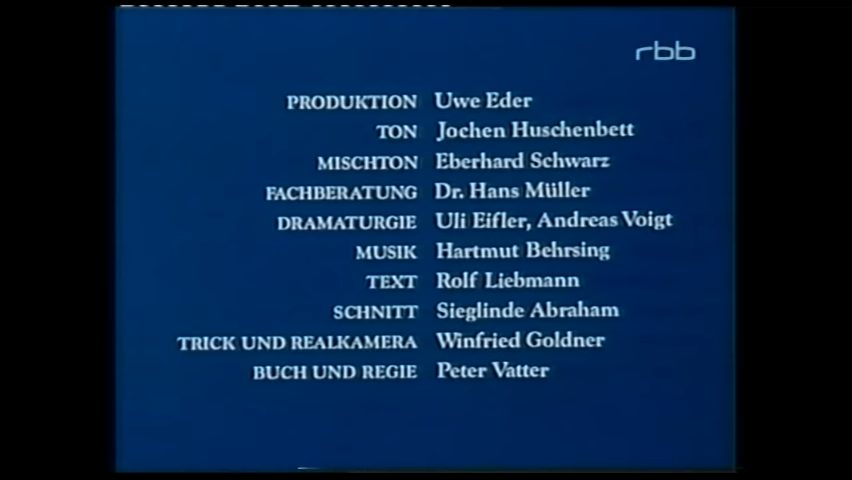 rbb
PRODUKTION Uwe Eder
TON Jochen Huschenbett
MISCHTON Eberhard Schwarz
FACHBERATUNG Dr. Hans Müller
DRAMATURGIE Uli Eifler, Andreas Voigt
MUSIK Hartmut Behrsing
TEXT Rolf Liebmann
SCHNITT Sieglinde Abraham
TRICK UND REALKAMERA Winfried Goldner
BUCH UND REGIE Peter Vatter